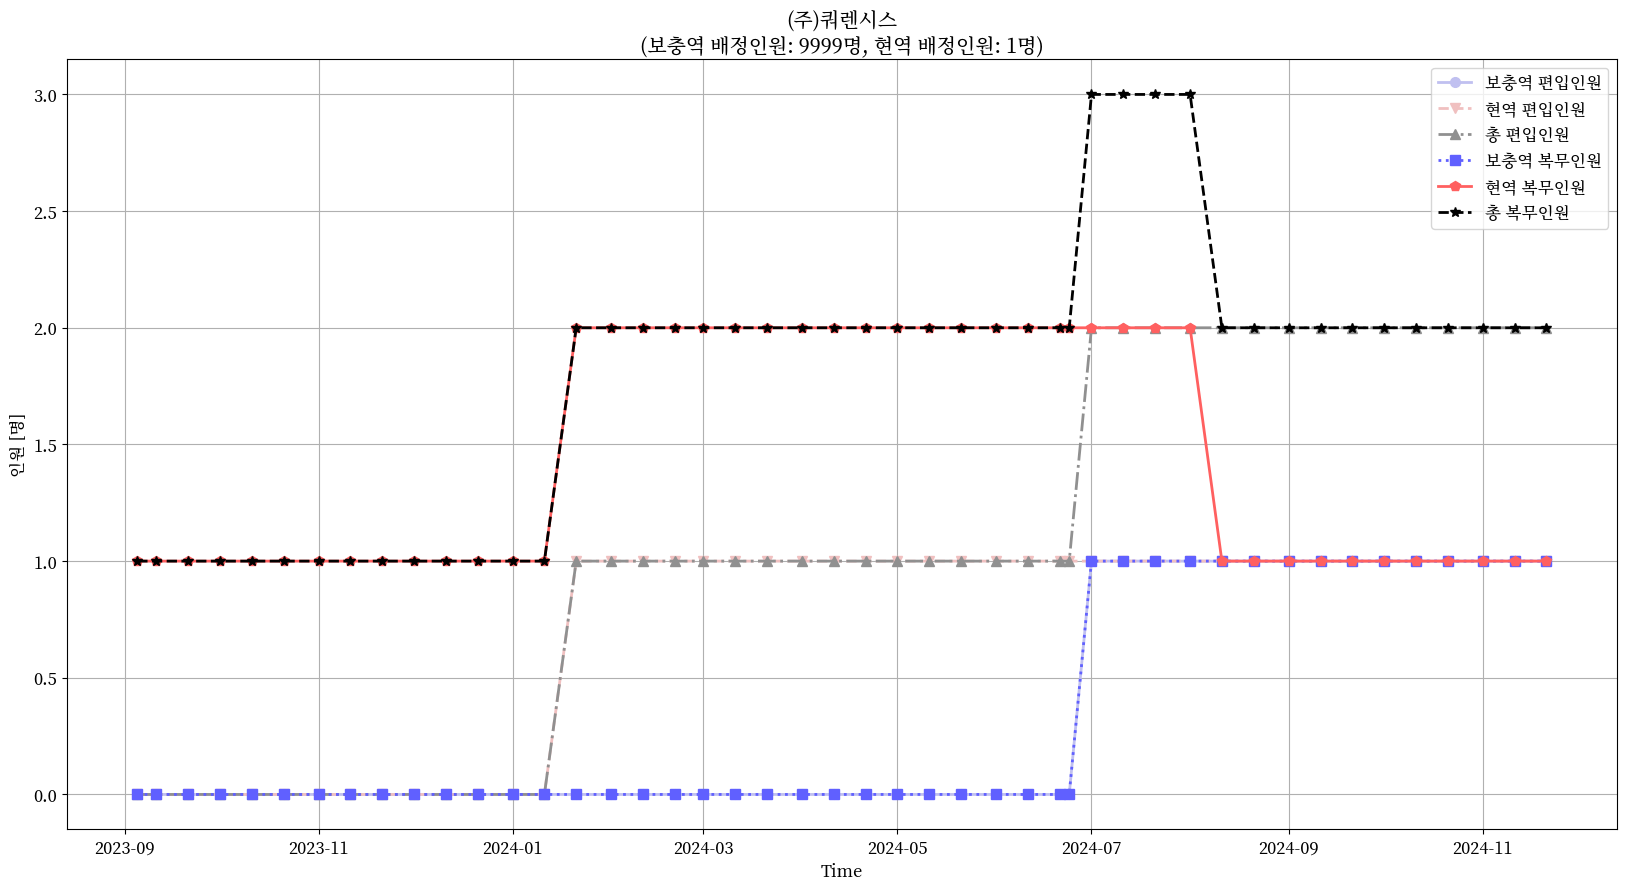 (주)쿼렌시스
(보충역 배정인원: 9999명, 현역 배정인원: 1명)
보충역 편입인원
현역 편입인원
총 편입인원
보충역 복무인원
현역 복무인원
총 복무인원
인원 [명]
3.0
2.5
2.0
1.5
1.0
0.5
0.0
2023-09 2023-11 2024-01 2024-03 2024-05 2024-07 2024-09 2024-11
Time